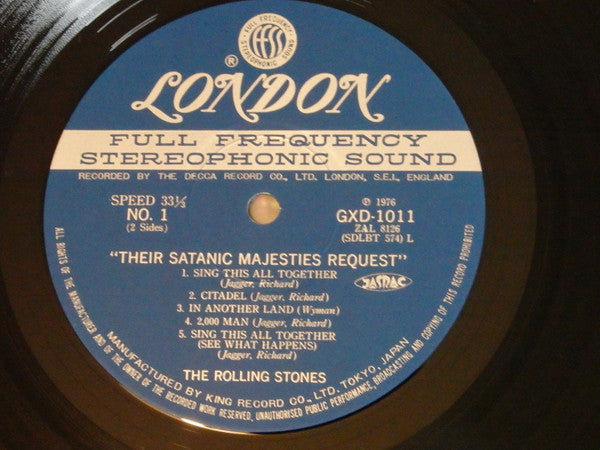 FULL FREQUENCY
ffss
STEREOPHONIC SOUND
LONDON
®
FULL FREQUENCY
STEREOPHONIC SOUND
RECORDED BY THE DECCA RECORD CO., LTD. LONDON, S.E.I., ENGLAND
SPEED 33⅓
NO. 1
(2 Sides)
℗ 1976
GXD-1011
ZAL 8126
(SDLBT 574) L
"THEIR SATANIC MAJESTIES REQUEST"
1. SING THIS ALL TOGETHER
(Jagger, Richard)
2. CITADEL (Jagger, Richard)
3. IN ANOTHER LAND (Wyman)
4. 2,000 MAN (Jagger, Richard)
5. SING THIS ALL TOGETHER
(SEE WHAT HAPPENS)
(Jagger, Richard)
JASRAC
THE ROLLING STONES
MANUFACTURED BY KING RECORD CO., LTD. TOKYO, JAPAN
ALL RIGHTS OF THE MANUFACTURER AND OF THE OWNER OF THE RECORDED WORK RESERVED, UNAUTHORISED PUBLIC PERFORMANCE, BROADCASTING AND COPYING OF THIS RECORD PROHIBITED